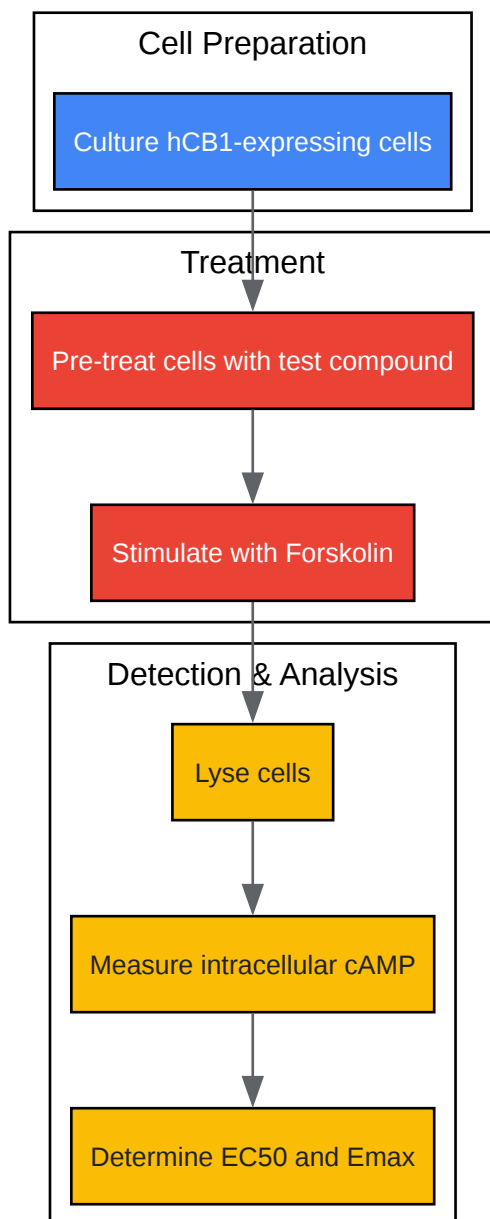 Cell Preparation
Culture hCB1-expressing cells
Treatment
Pre-treat cells with test compound
Stimulate with Forskolin
Detection & Analysis
Lyse cells
Measure intracellular cAMP
Determine EC50 and Emax